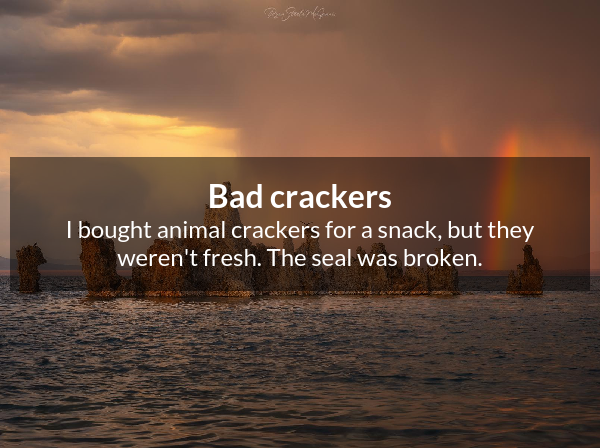 Bad crackers
I bought animal crackers for a snack, but they
weren't fresh. The seal was broken.